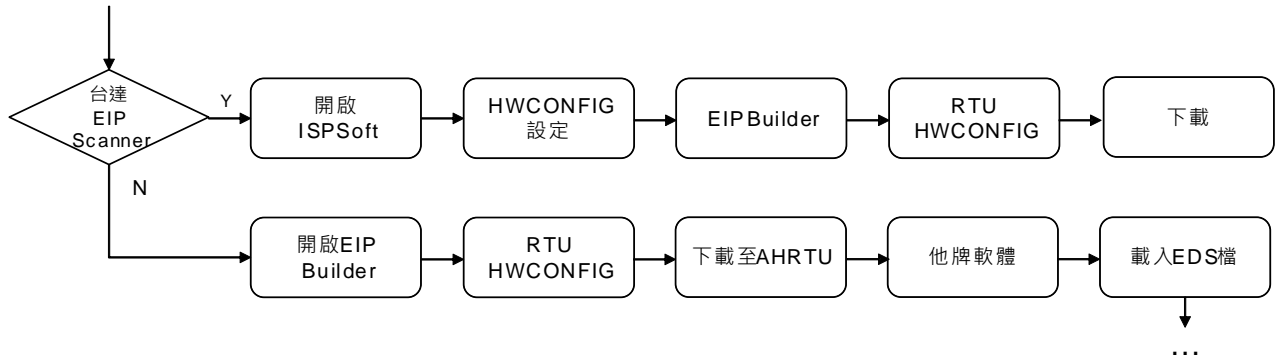 台達
EIP
Scanner
Y
開啟
ISPSoft
HWCONFIG
設定
EIPBuilder
RTU
HWCONFIG
下載
N
開啟EIP
Builder
RTU
HWCONFIG
下載至AHRTU
他牌軟體
載入EDS檔
...